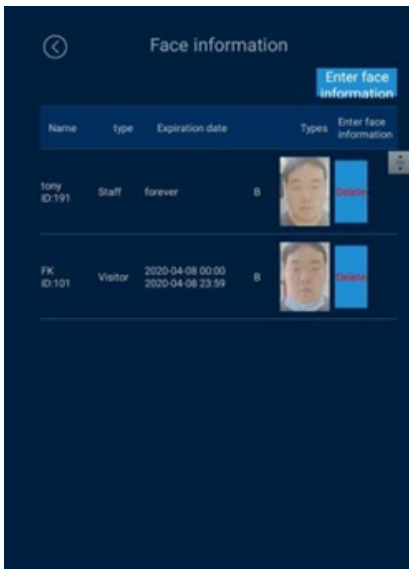 Face information
Enter face
information
Name type Expiration date Types Enter face
information
tony
ID:191
Staff forever B Delete
FK
ID:101
Visitor 2020-04-08 00:00
2020-04-08 23:59
B Delete